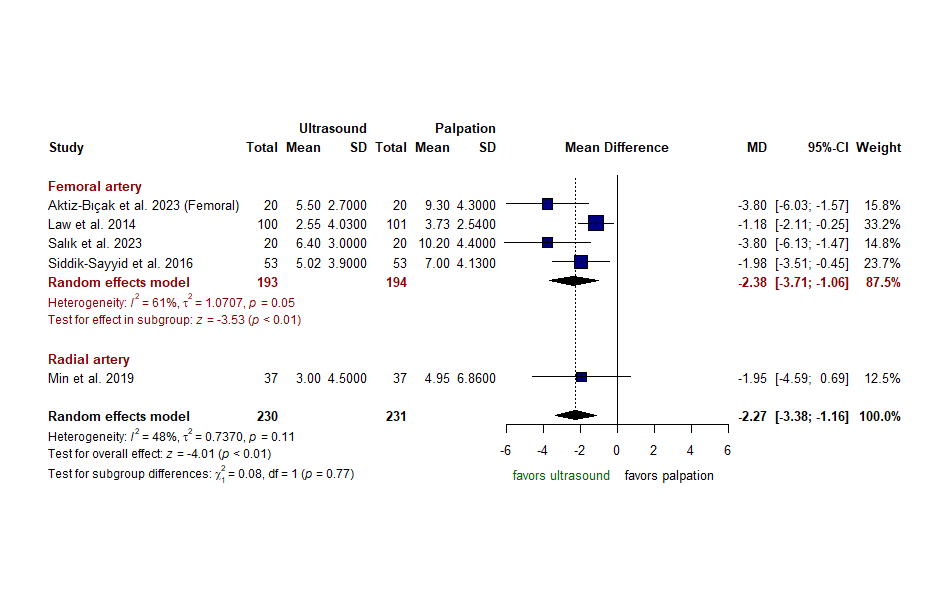 Ultrasound Palpation
Study Total Mean SD Total Mean SD Mean Difference MD 95%-CI Weight
Femoral artery
Aktiz-Bıçak et al. 2023 (Femoral) 20 5.50 2.7000 20 9.30 4.3000 -3.80 [-6.03; -1.57] 15.8%
Law et al. 2014 100 2.55 4.0300 101 3.73 2.5400 -1.18 [-2.11; -0.25] 33.2%
Salık et al. 2023 20 6.40 3.0000 20 10.20 4.4000 -3.80 [-6.13; -1.47] 14.8%
Siddik-Sayyid et al. 2016 53 5.02 3.9000 53 7.00 4.1300 -1.98 [-3.51; -0.45] 23.7%
Random effects model 193 194 -2.38 [-3.71; -1.06] 87.5%
Heterogeneity: I² = 61%, τ² = 1.0707, p = 0.05
Test for effect in subgroup: z = -3.53 (p < 0.01)
Radial artery
Min et al. 2019 37 3.00 4.5000 37 4.95 6.8600 -1.95 [-4.59; 0.69] 12.5%
Random effects model 230 231 -2.27 [-3.38; -1.16] 100.0%
Heterogeneity: I² = 48%, τ² = 0.7370, p = 0.11
Test for overall effect: z = -4.01 (p < 0.01)
-6 -4 -2 0 2 4 6
Test for subgroup differences: χ²₁ = 0.08, df = 1 (p = 0.77)
favors ultrasound favors palpation